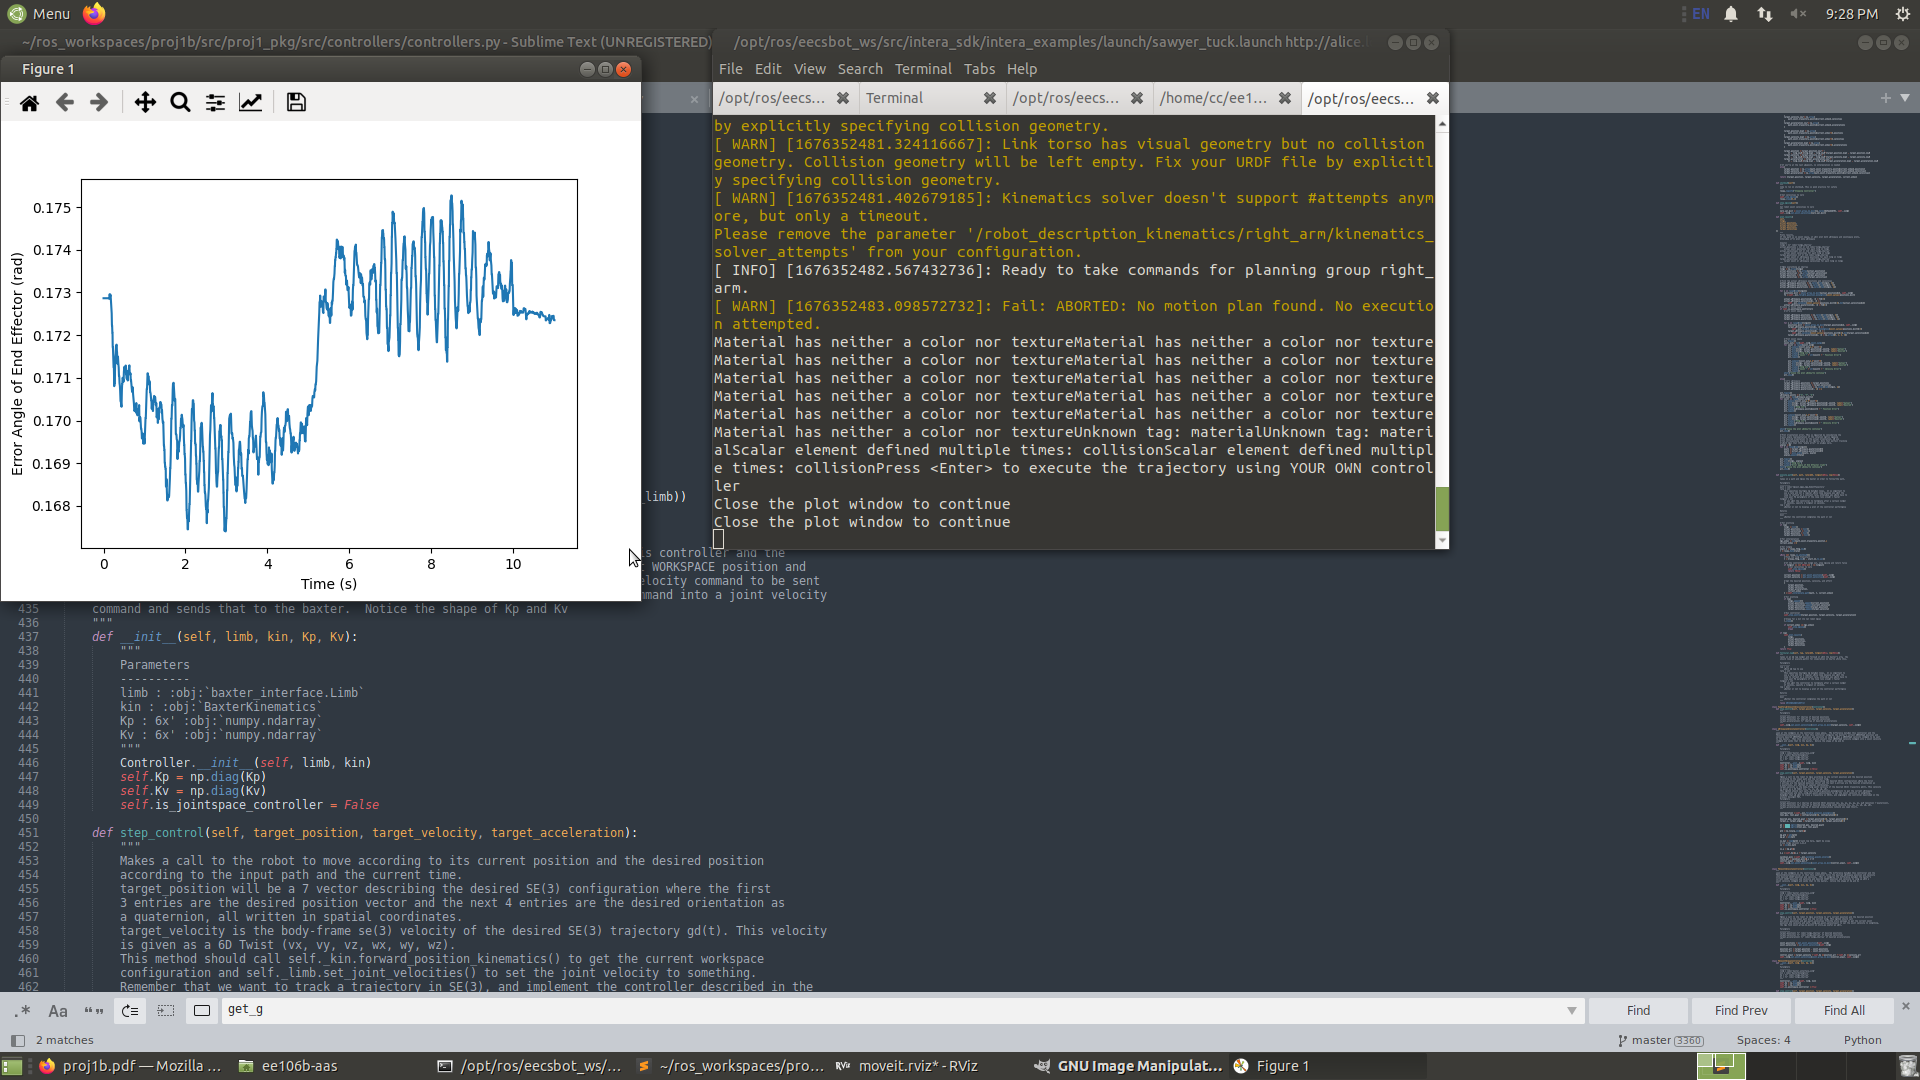 Menu
EN
9:28 PM
~/ros_workspaces/proj1b/src/proj1_pkg/src/controllers/controllers.py - Sublime Text (UNREGISTERED)
/opt/ros/eecsbot_ws/src/intera_sdk/intera_examples/launch/sawyer_tuck.launch http://alice.
Figure 1
0.175
0.174
0.173
0.172
0.171
0.170
0.169
0.168
Error Angle of End Effector (rad)
0 2 4 6 8 10
Time (s)
File Edit View Search Terminal Tabs Help
/opt/ros/eecs... Terminal /opt/ros/eecs... /home/cc/ee1... /opt/ros/eecs...
by explicitly specifying collision geometry.
[ WARN] [1676352481.324116667]: Link torso has visual geometry but no collision
geometry. Collision geometry will be left empty. Fix your URDF file by explicitl
y specifying collision geometry.
[ WARN] [1676352481.402679185]: Kinematics solver doesn't support #attempts anym
ore, but only a timeout.
Please remove the parameter '/robot_description_kinematics/right_arm/kinematics_
solver_attempts' from your configuration.
[ INFO] [1676352482.567432736]: Ready to take commands for planning group right_
arm.
[ WARN] [1676352483.098572732]: Fail: ABORTED: No motion plan found. No executio
n attempted.
Material has neither a color nor textureMaterial has neither a color nor texture
Material has neither a color nor textureMaterial has neither a color nor texture
Material has neither a color nor textureMaterial has neither a color nor texture
Material has neither a color nor textureMaterial has neither a color nor texture
Material has neither a color nor textureMaterial has neither a color nor texture
Material has neither a color nor textureUnknown tag: materialUnknown tag: materi
alScalar element defined multiple times: collisionScalar element defined multipl
e times: collisionPress <Enter> to execute the trajectory using YOUR OWN control
ler
Close the plot window to continue
Close the plot window to continue
_limb))
s controller and the
WORKSPACE position and
elocity command to be sent
mmand into a joint velocity
435 command and sends that to the baxter.  Notice the shape of Kp and Kv
436 """
437 def __init__(self, limb, kin, Kp, Kv):
438 """
439 Parameters
440 ----------
441 limb : :obj:`baxter_interface.Limb`
442 kin : :obj:`BaxterKinematics`
443 Kp : 6x' :obj:`numpy.ndarray`
444 Kv : 6x' :obj:`numpy.ndarray`
445 """
446 Controller.__init__(self, limb, kin)
447 self.Kp = np.diag(Kp)
448 self.Kv = np.diag(Kv)
449 self.is_jointspace_controller = False
450
451 def step_control(self, target_position, target_velocity, target_acceleration):
452 """
453 Makes a call to the robot to move according to its current position and the desired position
454 according to the input path and the current time.
455 target_position will be a 7 vector describing the desired SE(3) configuration where the first
456 3 entries are the desired position vector and the next 4 entries are the desired orientation as
457 a quaternion, all written in spatial coordinates.
458 target_velocity is the body-frame se(3) velocity of the desired SE(3) trajectory gd(t). This velocity
459 is given as a 6D Twist (vx, vy, vz, wx, wy, wz).
460 This method should call self._kin.forward_position_kinematics() to get the current workspace
461 configuration and self._limb.set_joint_velocities() to set the joint velocity to something.
462 Remember that we want to track a trajectory in SE(3), and implement the controller described in the
.* Aa “” get_g Find Find Prev Find All
2 matches master 3360 Spaces: 4 Python
proj1b.pdf — Mozilla ... ee106b-aas /opt/ros/eecsbot_ws/... ~/ros_workspaces/pro... RViz moveit.rviz* - RViz GNU Image Manipulat... Figure 1